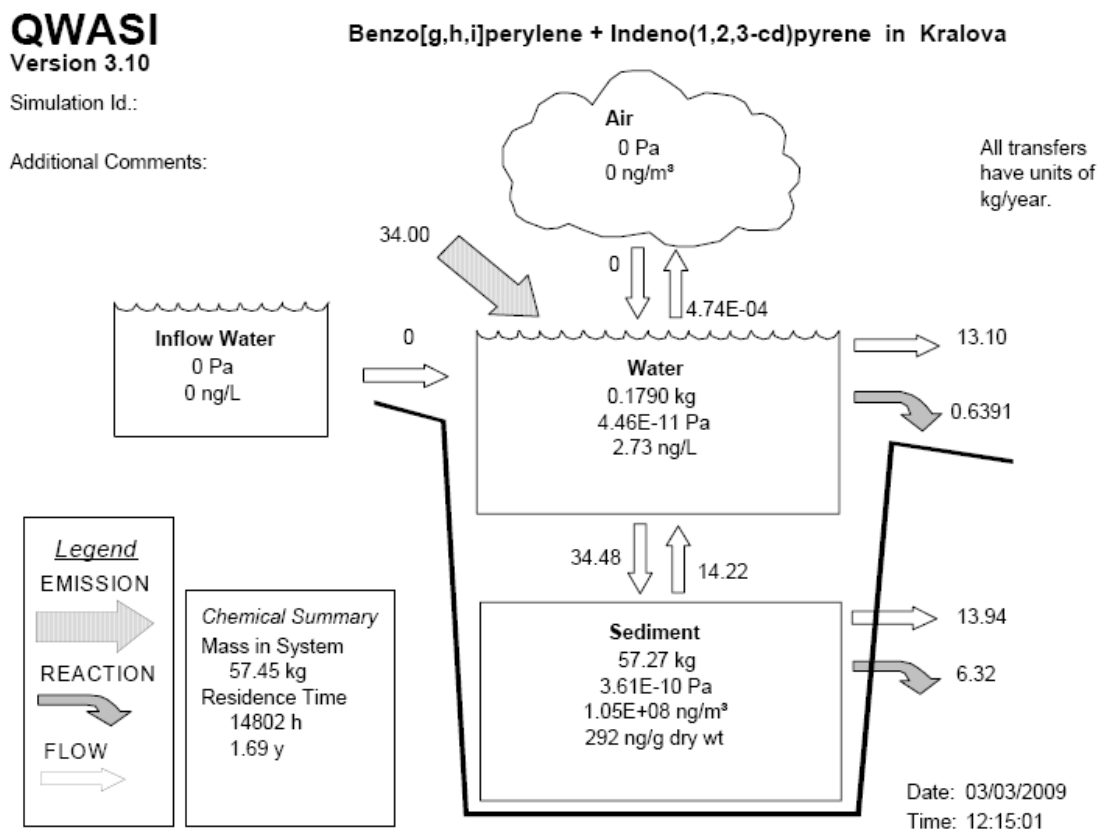 QWASI
Version 3.10
Benzo[g,h,i]perylene + Indeno(1,2,3-cd)pyrene in Kralova
Simulation Id.:
Additional Comments:
All transfers
have units of
kg/year.
Air
0 Pa
0 ng/m³
34.00
0
4.74E-04
Inflow Water
0 Pa
0 ng/L
0
Water
0.1790 kg
4.46E-11 Pa
2.73 ng/L
13.10
0.6391
34.48
14.22
Sediment
57.27 kg
3.61E-10 Pa
1.05E+08 ng/m³
292 ng/g dry wt
13.94
6.32
Legend
EMISSION
REACTION
FLOW
Chemical Summary
Mass in System
57.45 kg
Residence Time
14802 h
1.69 y
Date: 03/03/2009
Time: 12:15:01